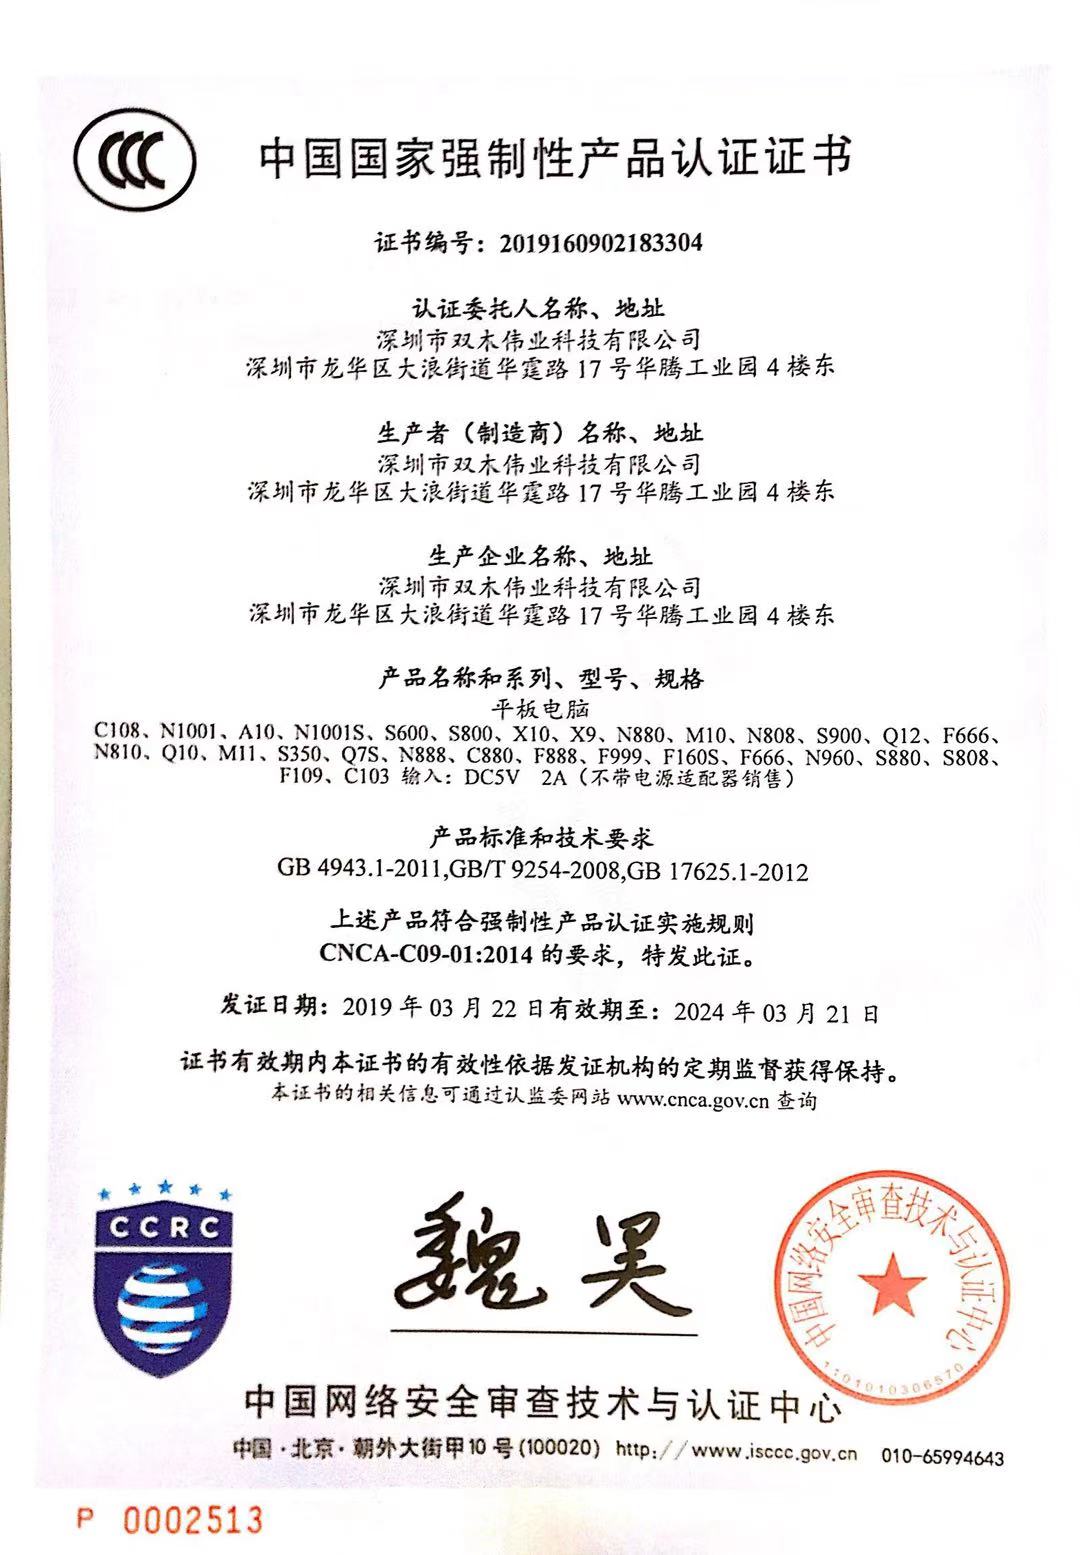 中国国家强制性产品认证证书
证书编号：2019160902183304
认证委托人名称、地址
深圳市双木伟业科技有限公司
深圳市龙华区大浪街道华霆路 17 号华腾工业园 4 楼东
生产者（制造商）名称、地址
深圳市双木伟业科技有限公司
深圳市龙华区大浪街道华霆路 17 号华腾工业园 4 楼东
生产企业名称、地址
深圳市双木伟业科技有限公司
深圳市龙华区大浪街道华霆路 17 号华腾工业园 4 楼东
产品名称和系列、型号、规格
平板电脑
C108、N1001、A10、N1001S、S600、S800、X10、X9、N880、M10、N808、S900、Q12、F666、
N810、Q10、M11、S350、Q7S、N888、C880、F888、F999、F160S、F666、N960、S880、S808、
F109、C103 输入：DC5V 2A（不带电源适配器销售）
产品标准和技术要求
GB 4943.1-2011,GB/T 9254-2008,GB 17625.1-2012
上述产品符合强制性产品认证实施规则
CNCA-C09-01:2014 的要求，特发此证。
发证日期：2019 年 03 月 22 日有效期至：2024 年 03 月 21 日
证书有效期内本证书的有效性依据发证机构的定期监督获得保持。
本证书的相关信息可通过认监委网站 www.cnca.gov.cn 查询
CCRC
魏昊
中国网络安全审查技术与认证中心
1101010306570
中国网络安全审查技术与认证中心
中国·北京·朝外大街甲10号(100020) http://www.isccc.gov.cn 010-65994643
P 0002513